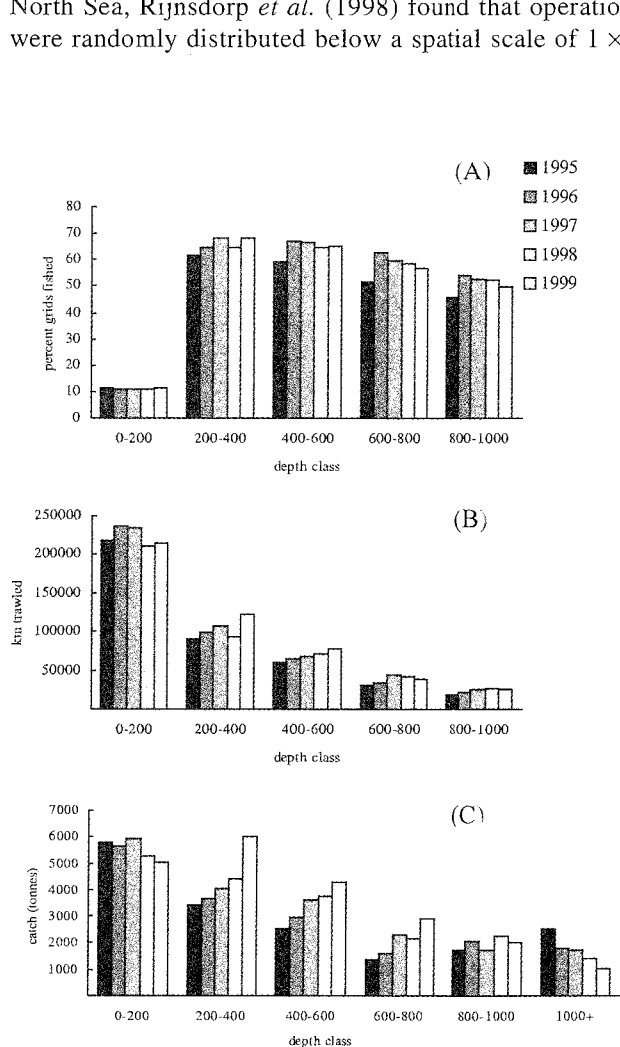 North Sea, Rijnsdorp et al. (1998) found that operatio
were randomly distributed below a spatial scale of 1 ×
(A)
1995
1996
1997
1998
1999
80
70
60
50
40
30
20
10
0
percent grids fished
0-200 200-400 400-600 600-800 800-1000
depth class
(B)
250000
200000
150000
100000
50000
km trawled
0-200 200-400 400-600 600-800 800-1000
depth class
(C)
7000
6000
5000
4000
3000
2000
1000
catch (tonnes)
0-200 200-400 400-600 600-800 800-1000 1000+
depth class